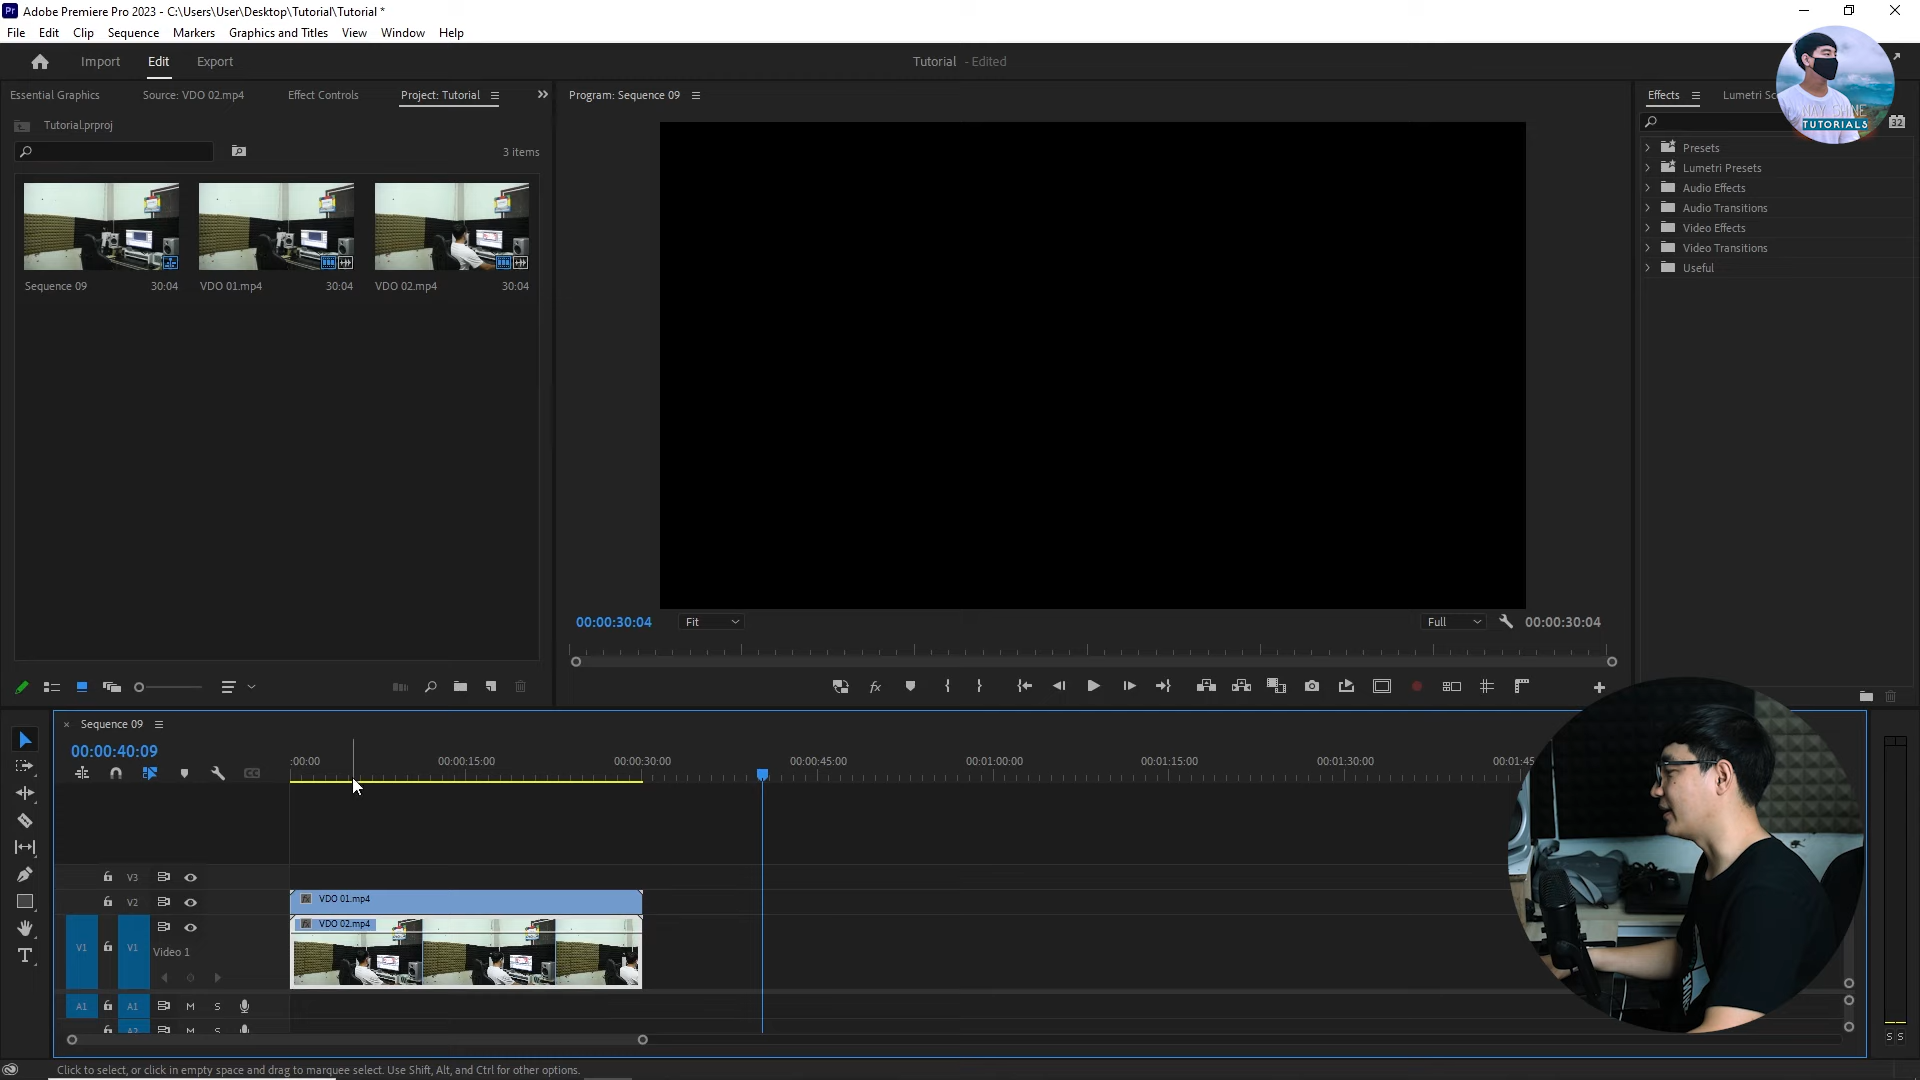 Pr Adobe Premiere Pro 2023 - C:\Users\User\Desktop\Tutorial\Tutorial *
File Edit Clip Sequence Markers Graphics and Titles View Window Help
Import Edit Export Tutorial - Edited
Essential Graphics Source: VDO 02.mp4 Effect Controls Project: Tutorial
Program: Sequence 09
Effects Lumetri
NAY SHINE
TUTORIALS
Tutorial.prproj
3 items
32
Presets
Lumetri Presets
Audio Effects
Audio Transitions
Video Effects
Video Transitions
Useful
Sequence 09 30:04 VDO 01.mp4 30:04 VDO 02.mp4 30:04
00:00:30:04 Fit Full 00:00:30:04
fx
Sequence 09
00:00:40:09
:00:00 00:00:15:00 00:00:30:00 00:00:45:00 00:01:00:00 00:01:15:00 00:01:30:00 00:01:45
CC
V3
V2 fx VDO 01.mp4
V1 V1 Video 1 fx VDO 02.mp4
A1 A1 M S
A2 M S
T
S S
Click to select, or click in empty space and drag to marquee select. Use Shift, Alt, and Ctrl for other options.